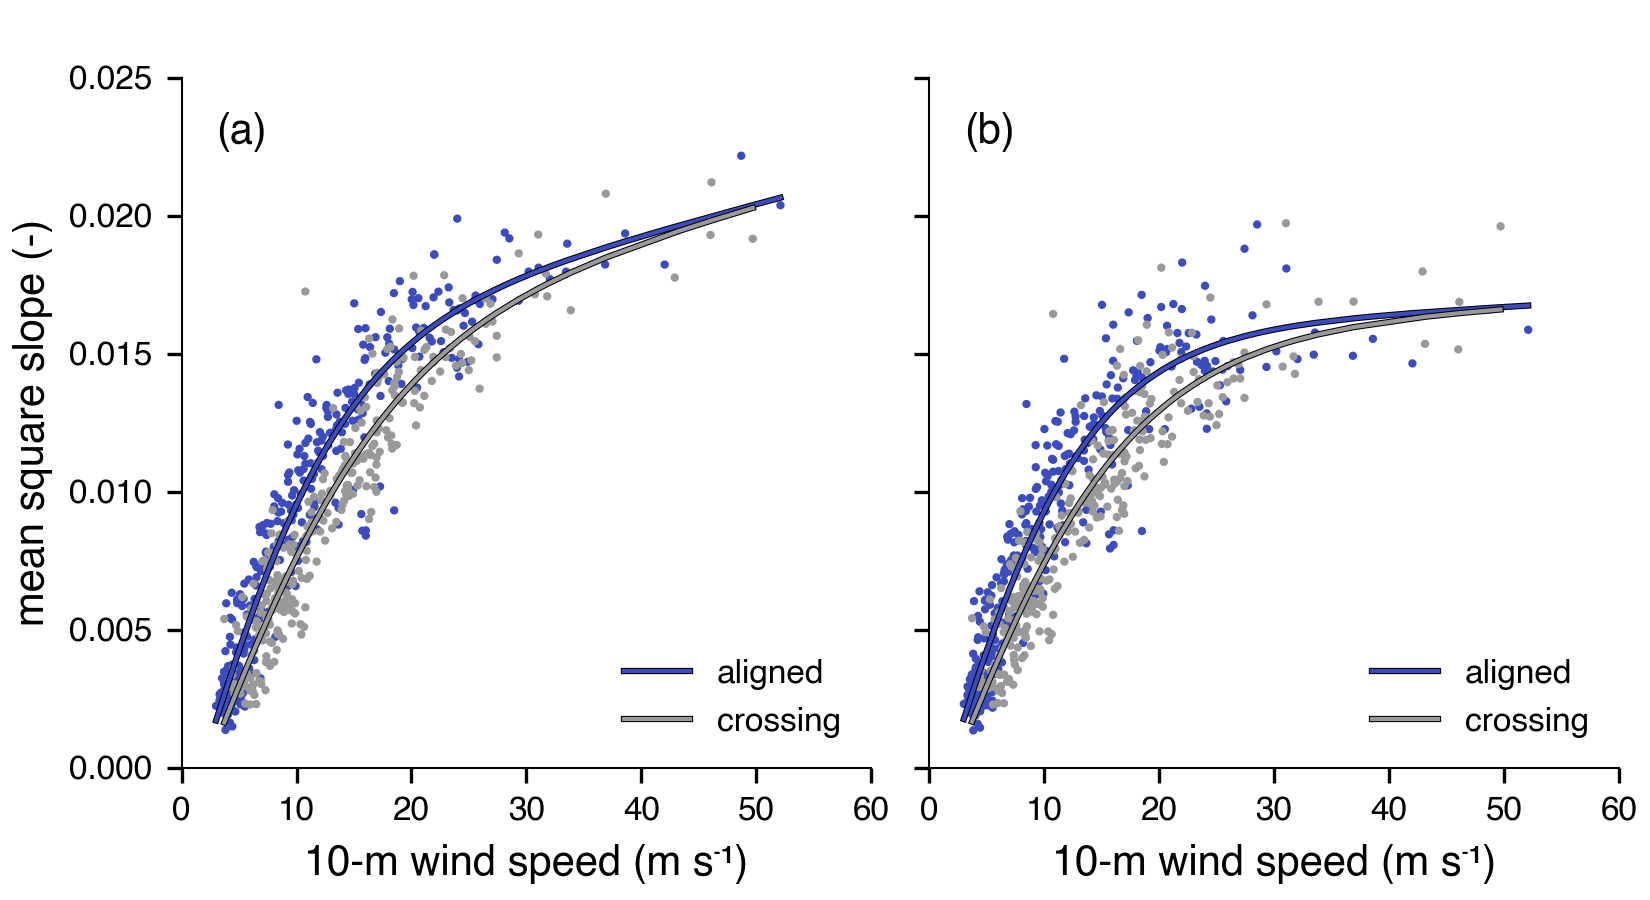 (a)
mean square slope (-)
0.025
0.020
0.015
0.010
0.005
0.000
aligned
crossing
0 10 20 30 40 50 60
10-m wind speed (m s⁻¹)
(b)
aligned
crossing
0 10 20 30 40 50 60
10-m wind speed (m s⁻¹)